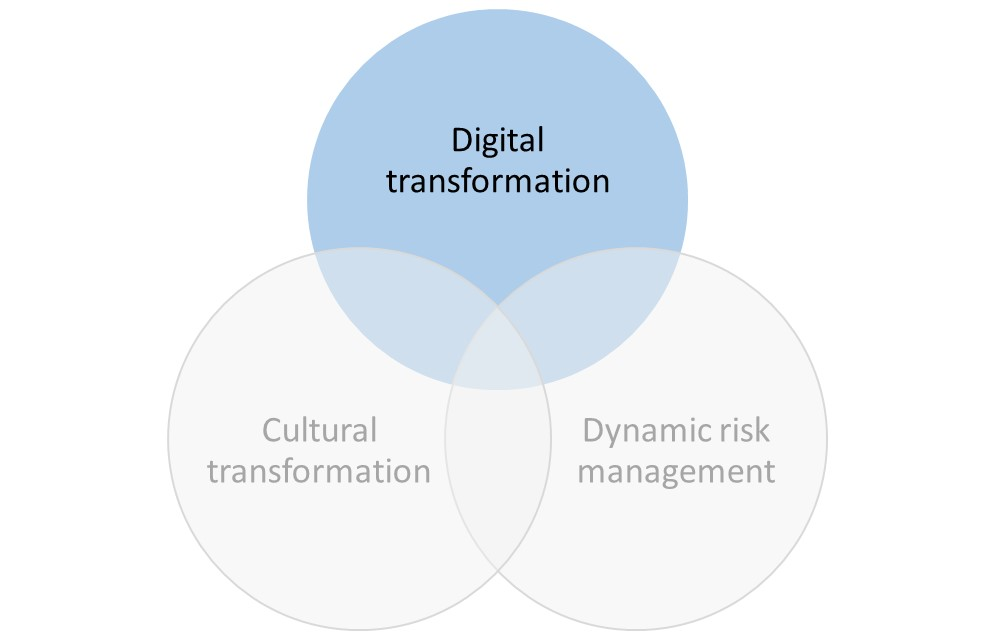 Digital
transformation
Cultural
transformation
Dynamic risk
management